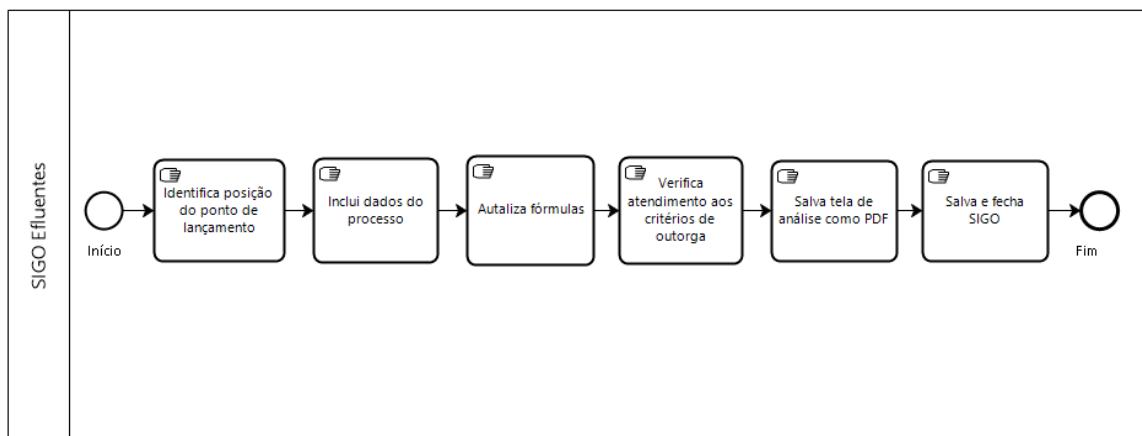 SIGO Efluentes
Início
Identifica posição
do ponto de
lançamento
Inclui dados do
processo
Autaliza fórmulas
Verifica
atendimento aos
critérios de
outorga
Salva tela de
análise como PDF
Salva e fecha
SIGO
Fim